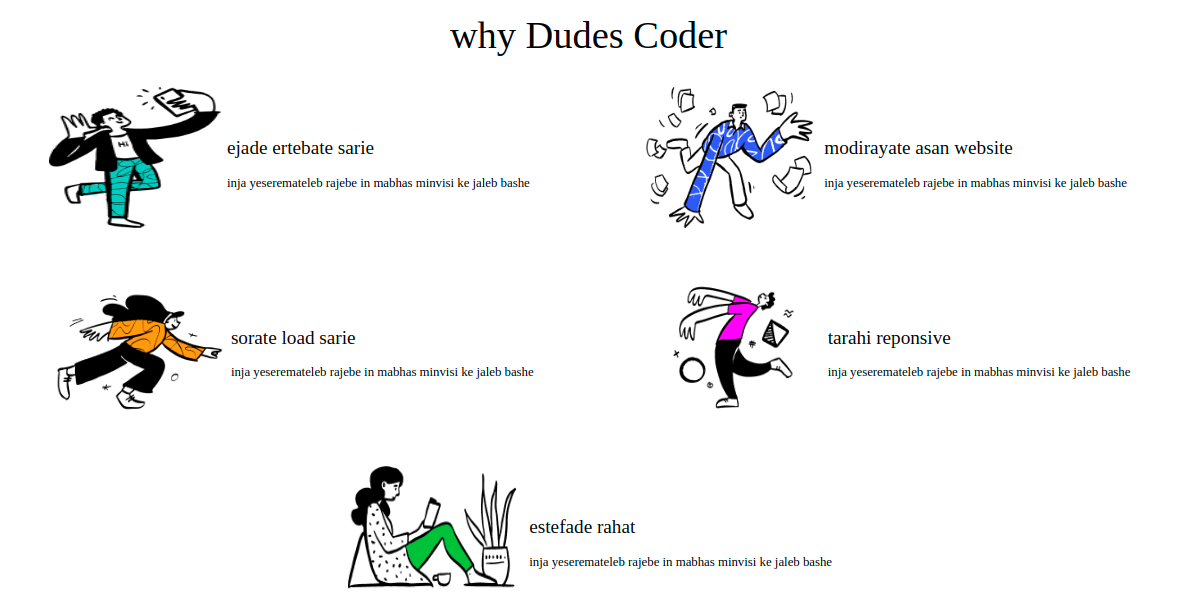 why Dudes Coder
Hi
ejade ertebate sarie
inja yeseremateleb rajebe in mabhas minvisi ke jaleb bashe
modirayate asan website
inja yeseremateleb rajebe in mabhas minvisi ke jaleb bashe
sorate load sarie
inja yeseremateleb rajebe in mabhas minvisi ke jaleb bashe
tarahi reponsive
inja yeseremateleb rajebe in mabhas minvisi ke jaleb bashe
estefade rahat
inja yeseremateleb rajebe in mabhas minvisi ke jaleb bashe